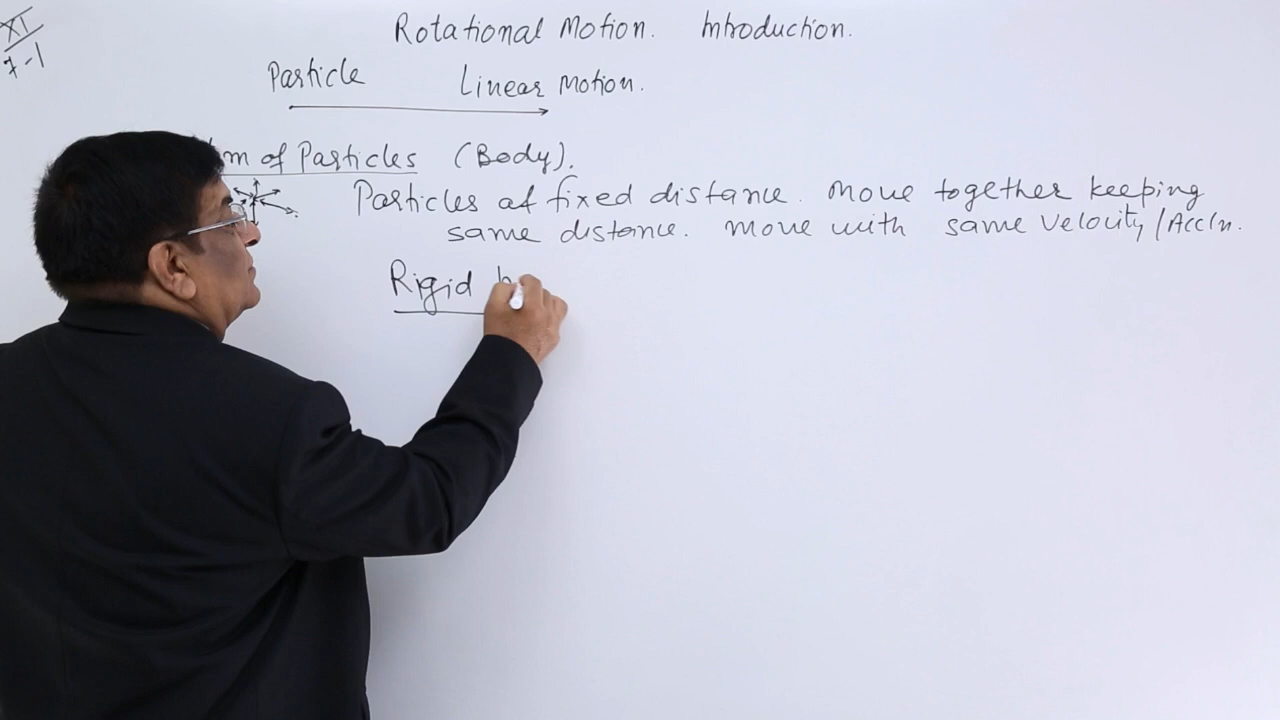 XI
7-1
Rotational Motion. Introduction.
Particle Linear Motion.
of Particles (Body).
Particles at fixed distance. Move together keeping
same distance. Move with same Velocity/Accln.
Rigid